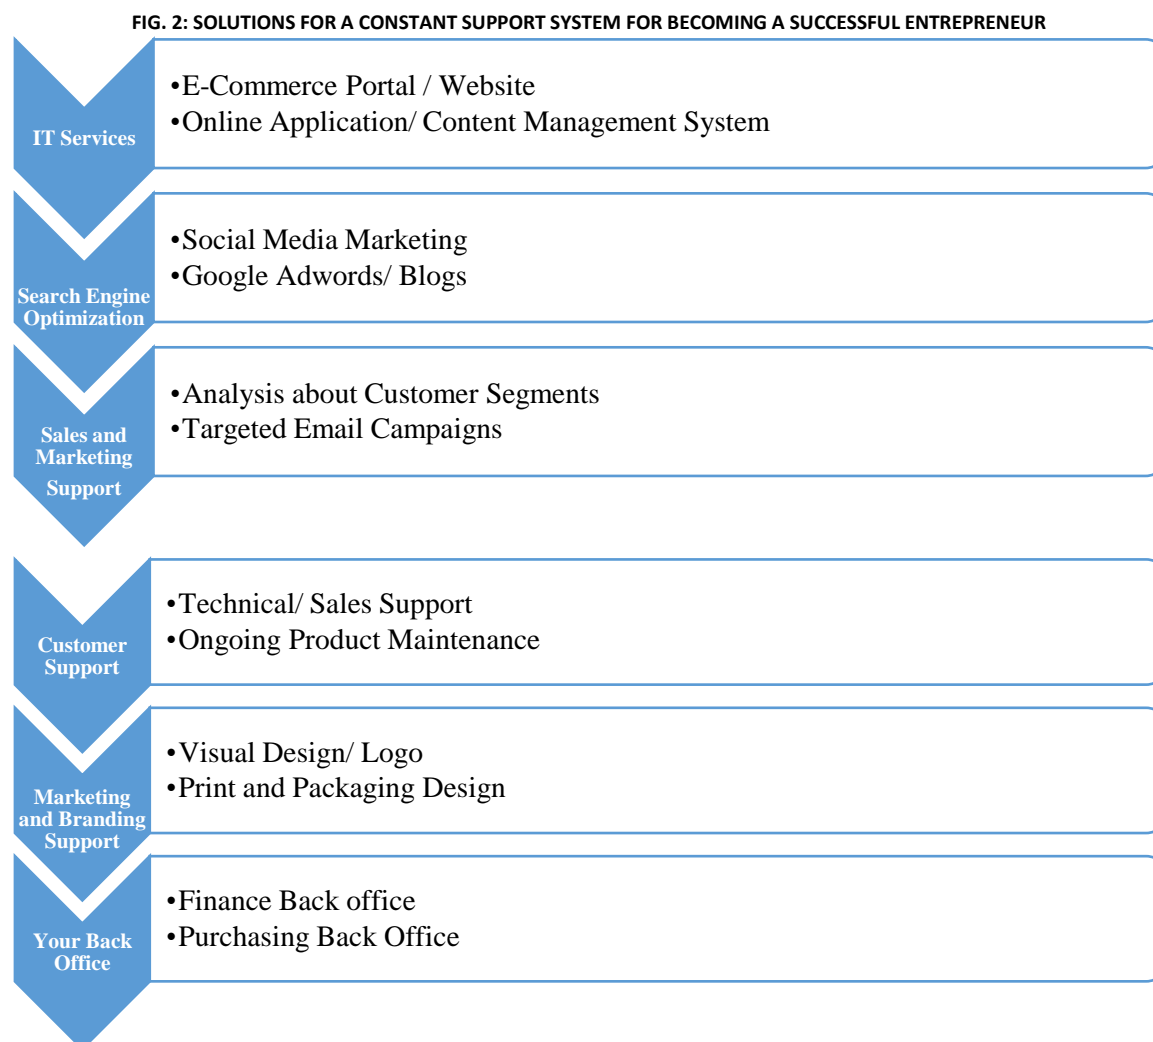 FIG. 2: SOLUTIONS FOR A CONSTANT SUPPORT SYSTEM FOR BECOMING A SUCCESSFUL ENTREPRENEUR
IT Services
•E-Commerce Portal / Website
•Online Application/ Content Management System
Search Engine
Optimization
•Social Media Marketing
•Google Adwords/ Blogs
Sales and
Marketing
Support
•Analysis about Customer Segments
•Targeted Email Campaigns
Customer
Support
•Technical/ Sales Support
•Ongoing Product Maintenance
Marketing
and Branding
Support
•Visual Design/ Logo
•Print and Packaging Design
Your Back
Office
•Finance Back office
•Purchasing Back Office